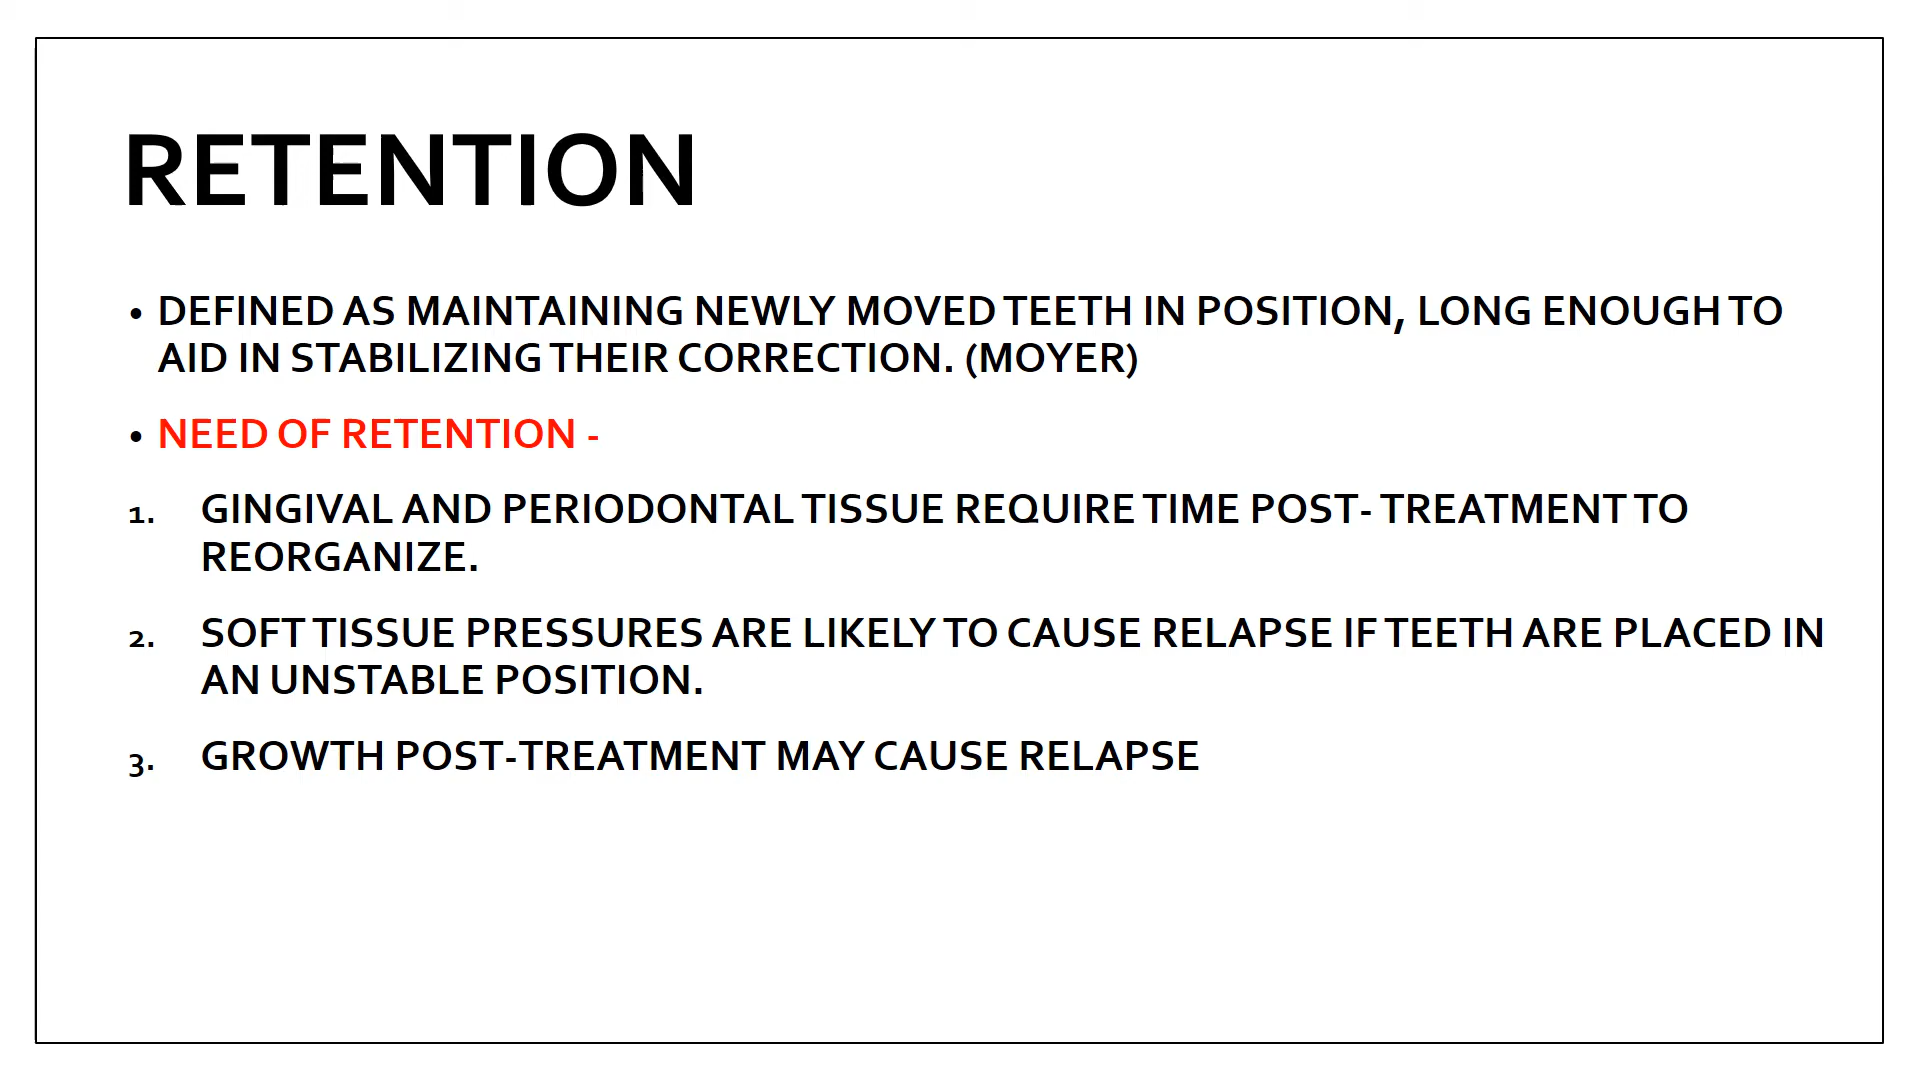 RETENTION
• DEFINED AS MAINTAINING NEWLY MOVED TEETH IN POSITION, LONG ENOUGH TO
AID IN STABILIZING THEIR CORRECTION. (MOYER)
• NEED OF RETENTION -
1. GINGIVAL AND PERIODONTAL TISSUE REQUIRE TIME POST- TREATMENT TO
REORGANIZE.
2. SOFT TISSUE PRESSURES ARE LIKELY TO CAUSE RELAPSE IF TEETH ARE PLACED IN
AN UNSTABLE POSITION.
3. GROWTH POST-TREATMENT MAY CAUSE RELAPSE